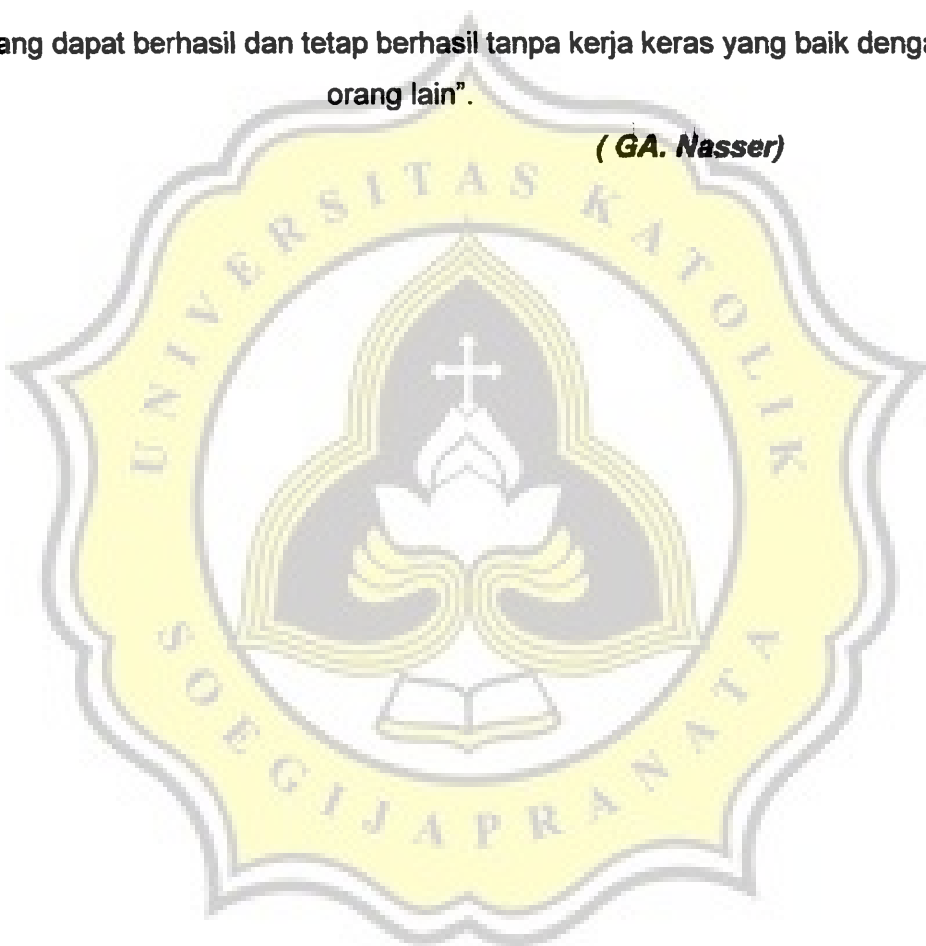 ang dapat berhasil dan tetap berhasil tanpa kerja keras yang baik denga
orang lain”.
( GA. Nasser)
UNIVERSITAS KATOLIK
SOEGIJAPRANATA